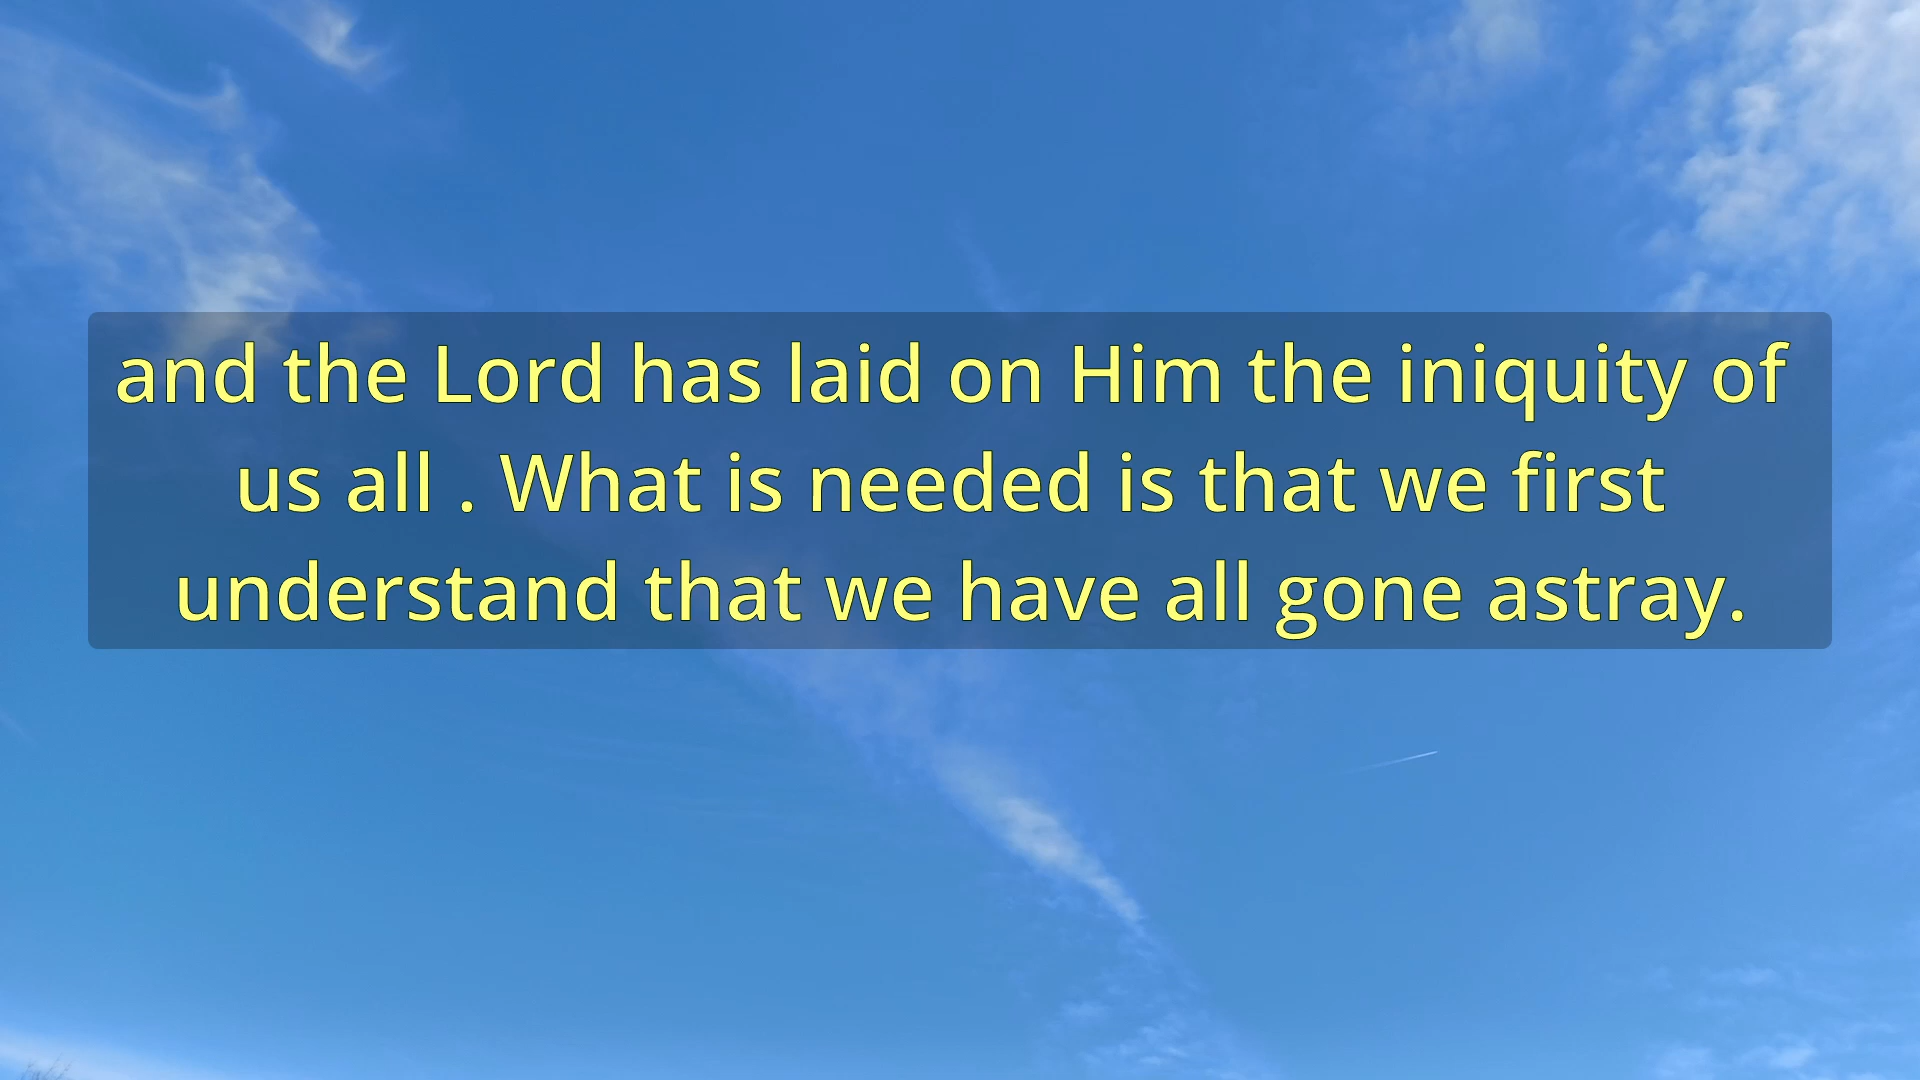 and the Lord has laid on Him the iniquity of
us all . What is needed is that we first
understand that we have all gone astray.